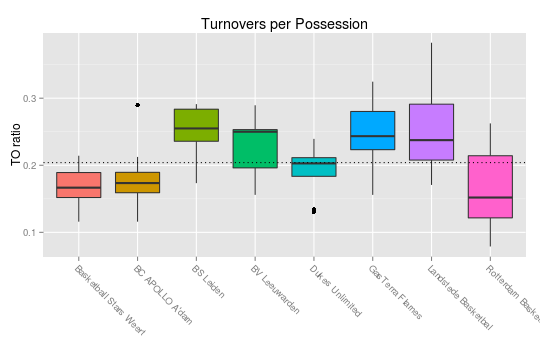 Turnovers per Possession
TO ratio
0.3
0.2
0.1
Basketball Stars Weert
BC APOLLO A'dam
BS Leiden
BV Leeuwarden
Dukes Unlimited
GasTerra Flames
Landstede Basketbal
Rotterdam